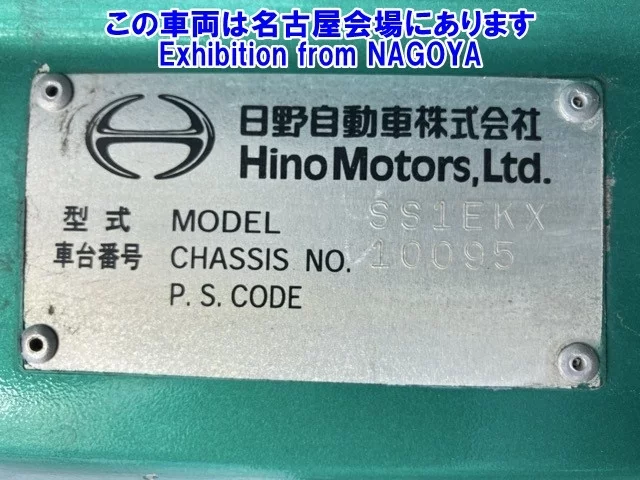 この車両は名古屋会場にあります
Exhibition from NAGOYA
日野自動車株式会社
Hino Motors, Ltd.
型式 MODEL SS1EKX
車台番号 CHASSIS NO. 10095
P. S. CODE